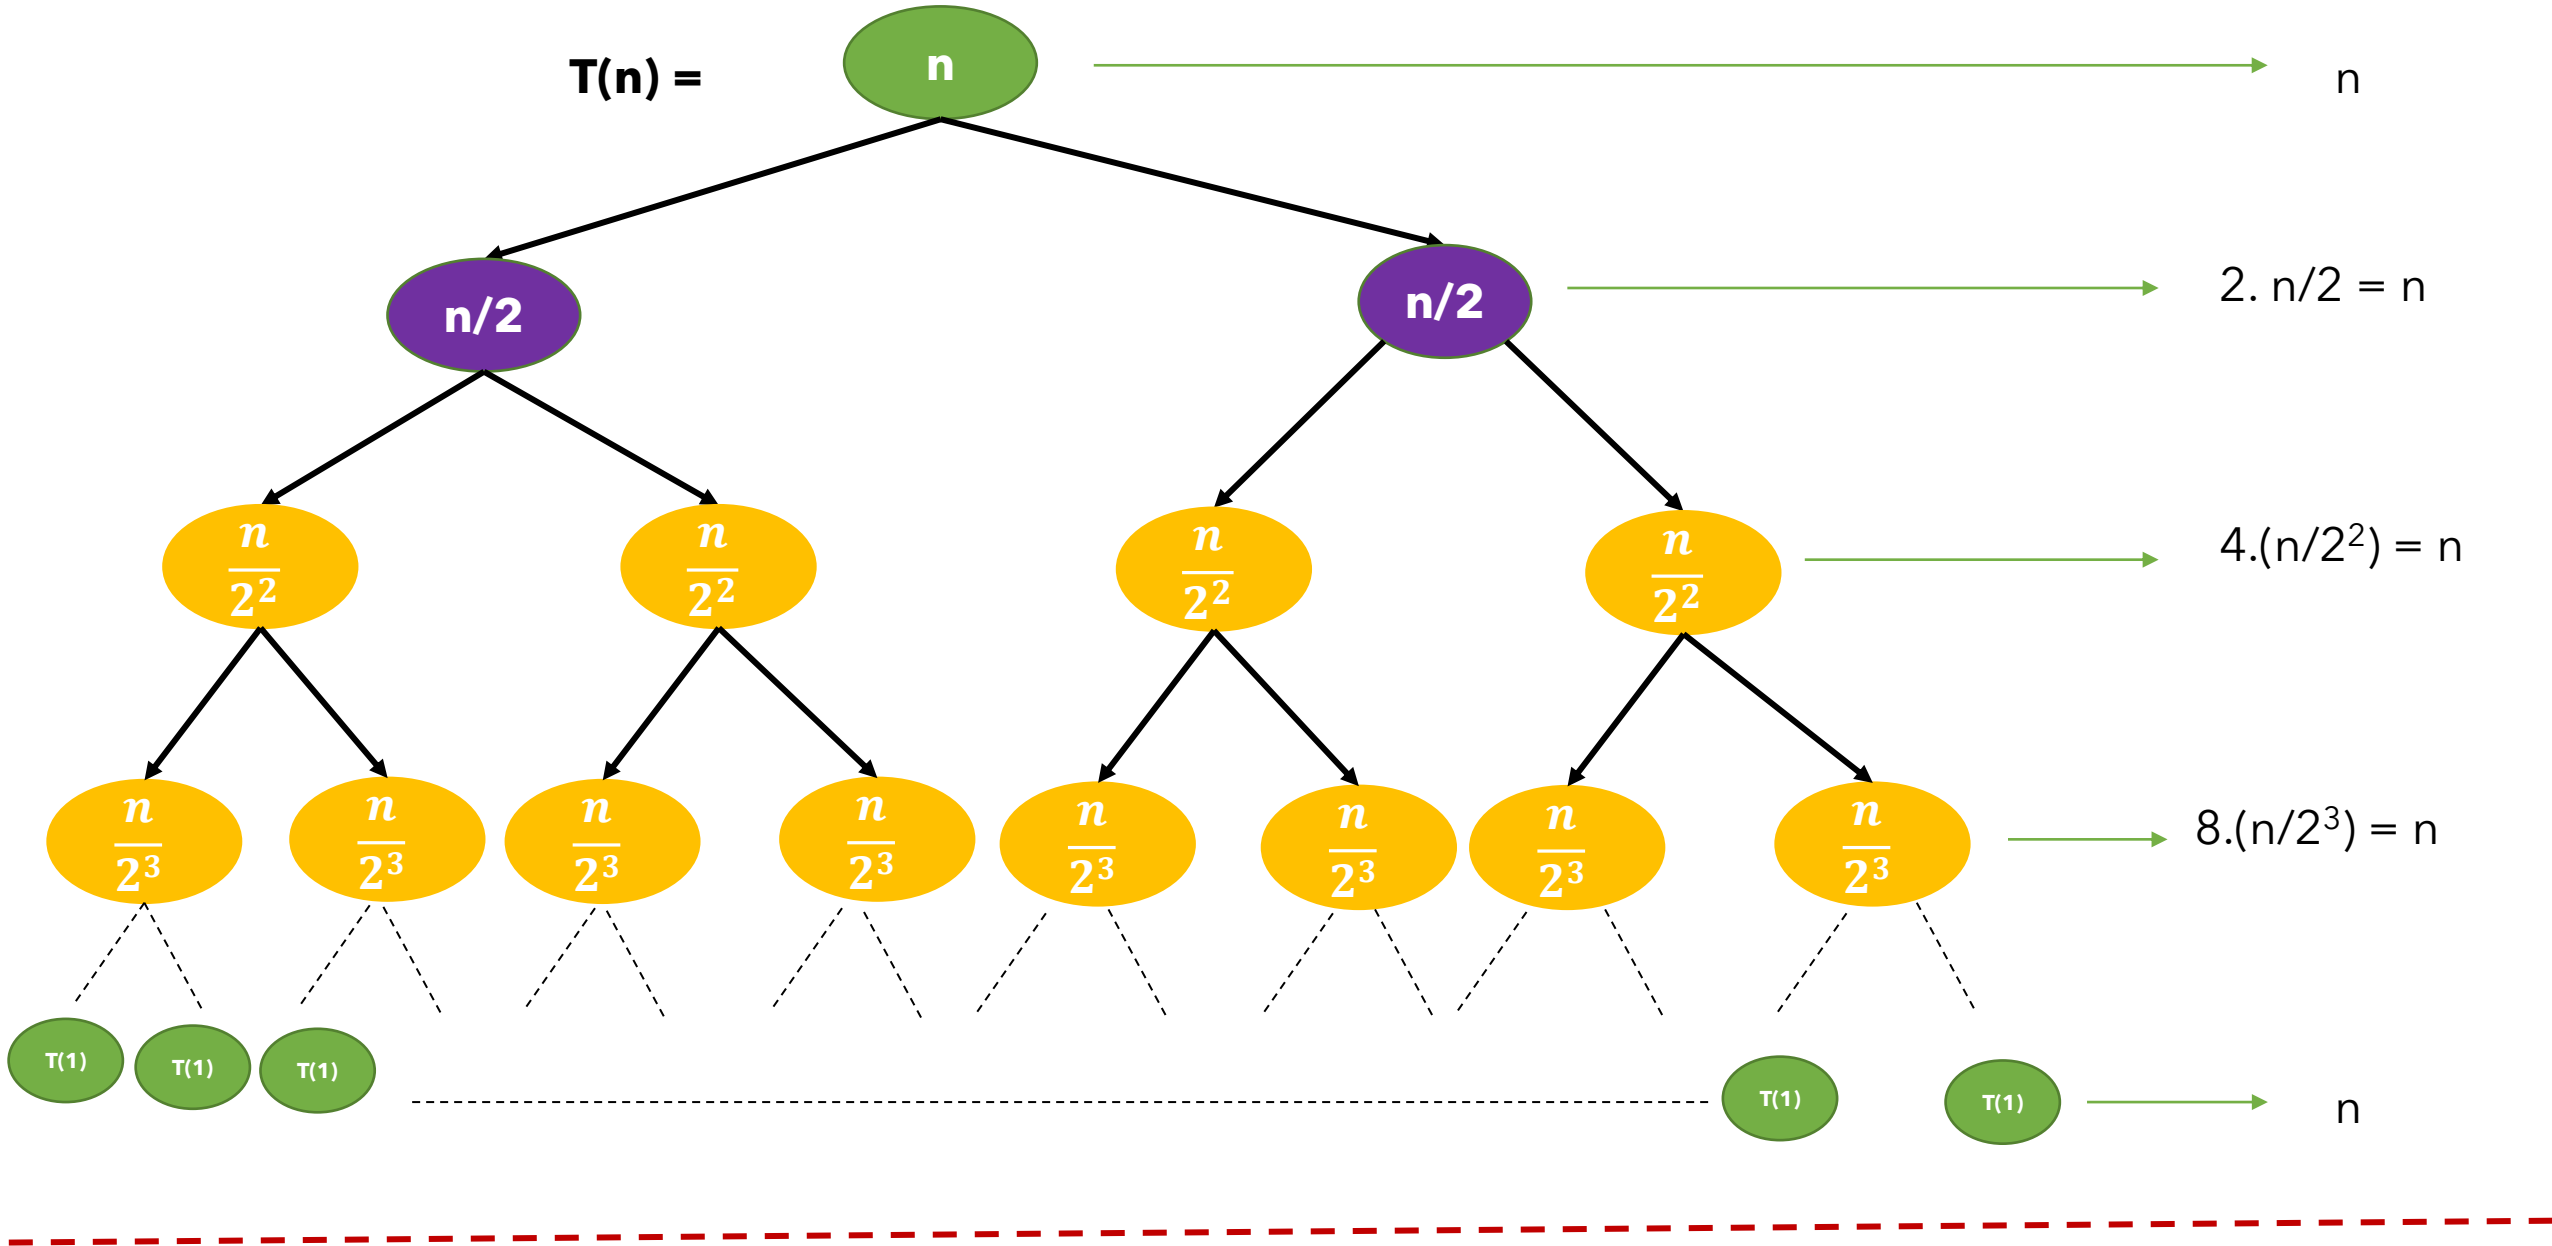 T(n) = n n
n/2 n/2 2. n/2 = n
n/2² n/2² n/2² n/2² 4.(n/2²) = n
n/2³ n/2³ n/2³ n/2³ n/2³ n/2³ n/2³ n/2³ 8.(n/2³) = n
T(1) T(1) T(1) T(1) T(1) n